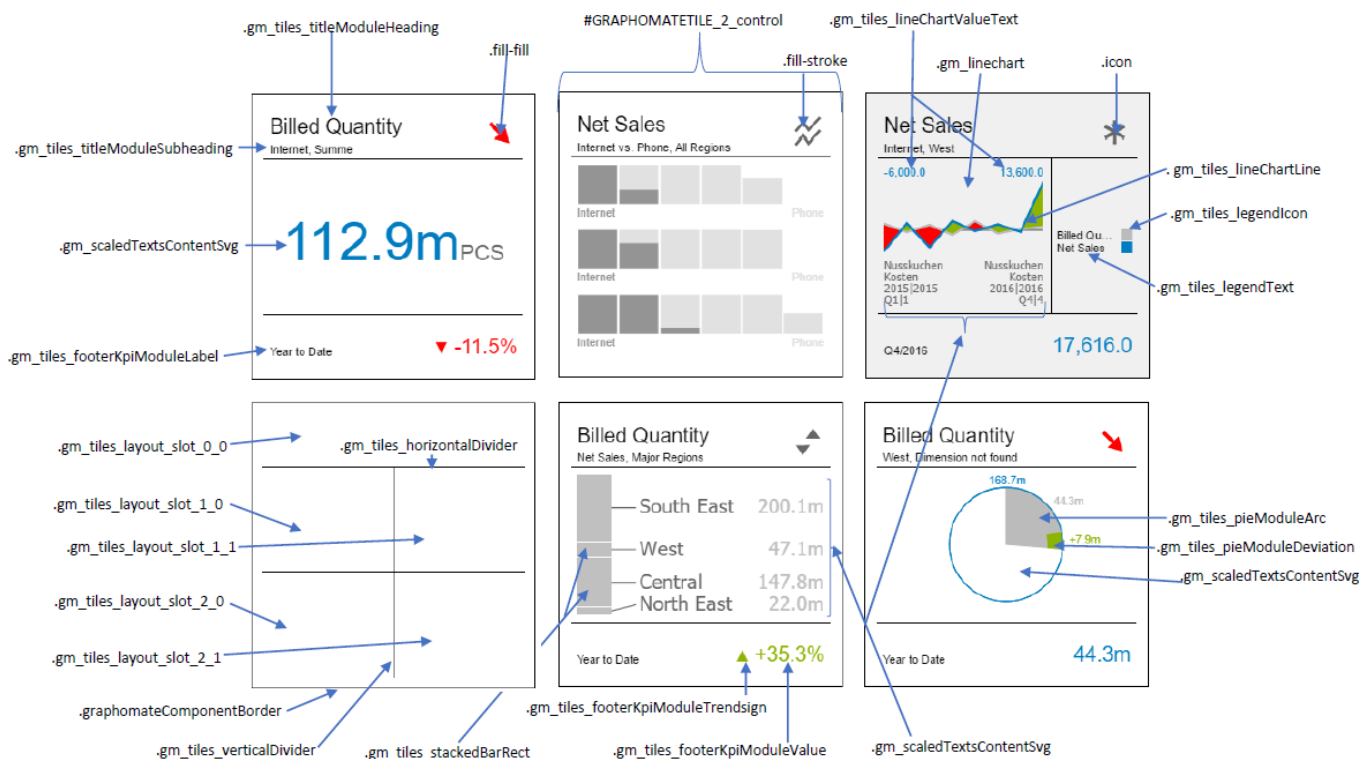 .gm_tiles_titleModuleHeading
#GRAPHOMATETILE_2_control
.gm_tiles_lineChartValueText
.fill-fill
.fill-stroke
.gm_linechart
.icon
Billed Quantity
Internet, Summe
.gm_tiles_titleModuleSubheading
112.9m PCS
.gm_scaledTextsContentSvg
Year to Date
▼ -11.5%
.gm_tiles_footerKpiModuleLabel
Net Sales
Internet vs. Phone, All Regions
Internet Phone
Internet Phone
Internet Phone
Net Sales
Internet, West
-6,000.0 13,600.0
.gm_tiles_lineChartLine
.gm_tiles_legendIcon
Billed Qu...
Net Sales
.gm_tiles_legendText
Nusskuchen Nusskuchen
Kosten Kosten
2015|2015 2016|2016
Q1|1 Q4|4
Q4/2016 17,616.0
.gm_tiles_layout_slot_0_0
.gm_tiles_horizontalDivider
.gm_tiles_layout_slot_1_0
.gm_tiles_layout_slot_1_1
.gm_tiles_layout_slot_2_0
.gm_tiles_layout_slot_2_1
.graphomateComponentBorder
.gm_tiles_verticalDivider
.gm_tiles_stackedBarRect
Billed Quantity
Net Sales, Major Regions
South East 200.1m
West 47.1m
Central 147.8m
North East 22.0m
Year to Date ▲ +35.3%
.gm_tiles_footerKpiModuleTrendsign
.gm_tiles_footerKpiModuleValue
.gm_scaledTextsContentSvg
Billed Quantity
West, Dimension not found
168.7m
44.3m
+7.9m
.gm_tiles_pieModuleArc
.gm_tiles_pieModuleDeviation
.gm_scaledTextsContentSvg
Year to Date 44.3m